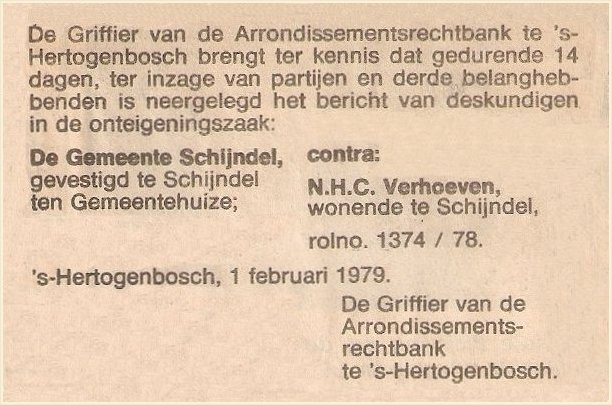 De Griffier van de Arrondissementsrechtbank te 's-
Hertogenbosch brengt ter kennis dat gedurende 14
dagen, ter inzage van partijen en derde belangheb-
benden is neergelegd het bericht van deskundigen
in de onteigeningszaak:
De Gemeente Schijndel,
gevestigd te Schijndel
ten Gemeentehuize;
contra:
N.H.C. Verhoeven,
wonende te Schijndel,
rolno. 1374 / 78.
's-Hertogenbosch, 1 februari 1979.
De Griffier van de
Arrondissements-
rechtbank
te 's-Hertogenbosch.